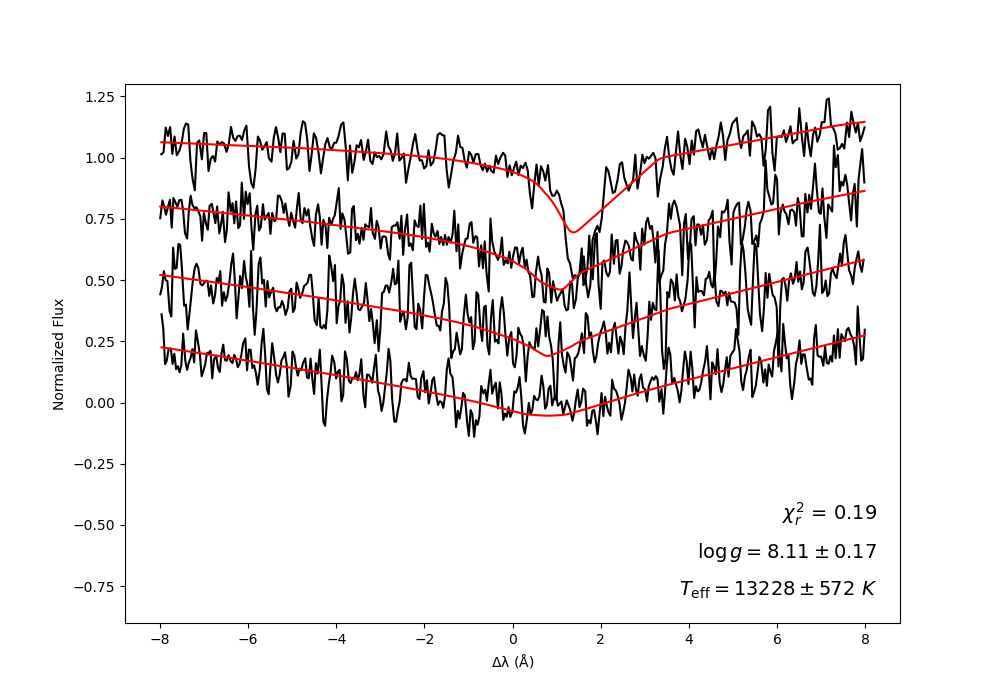 1.25
1.00
0.75
0.50
0.25
0.00
−0.25
−0.50
−0.75
Normalized Flux
χ²ᵣ = 0.19
log g = 8.11 ± 0.17
T_eff = 13228 ± 572 K
−8 −6 −4 −2 0 2 4 6 8
Δλ (Å)